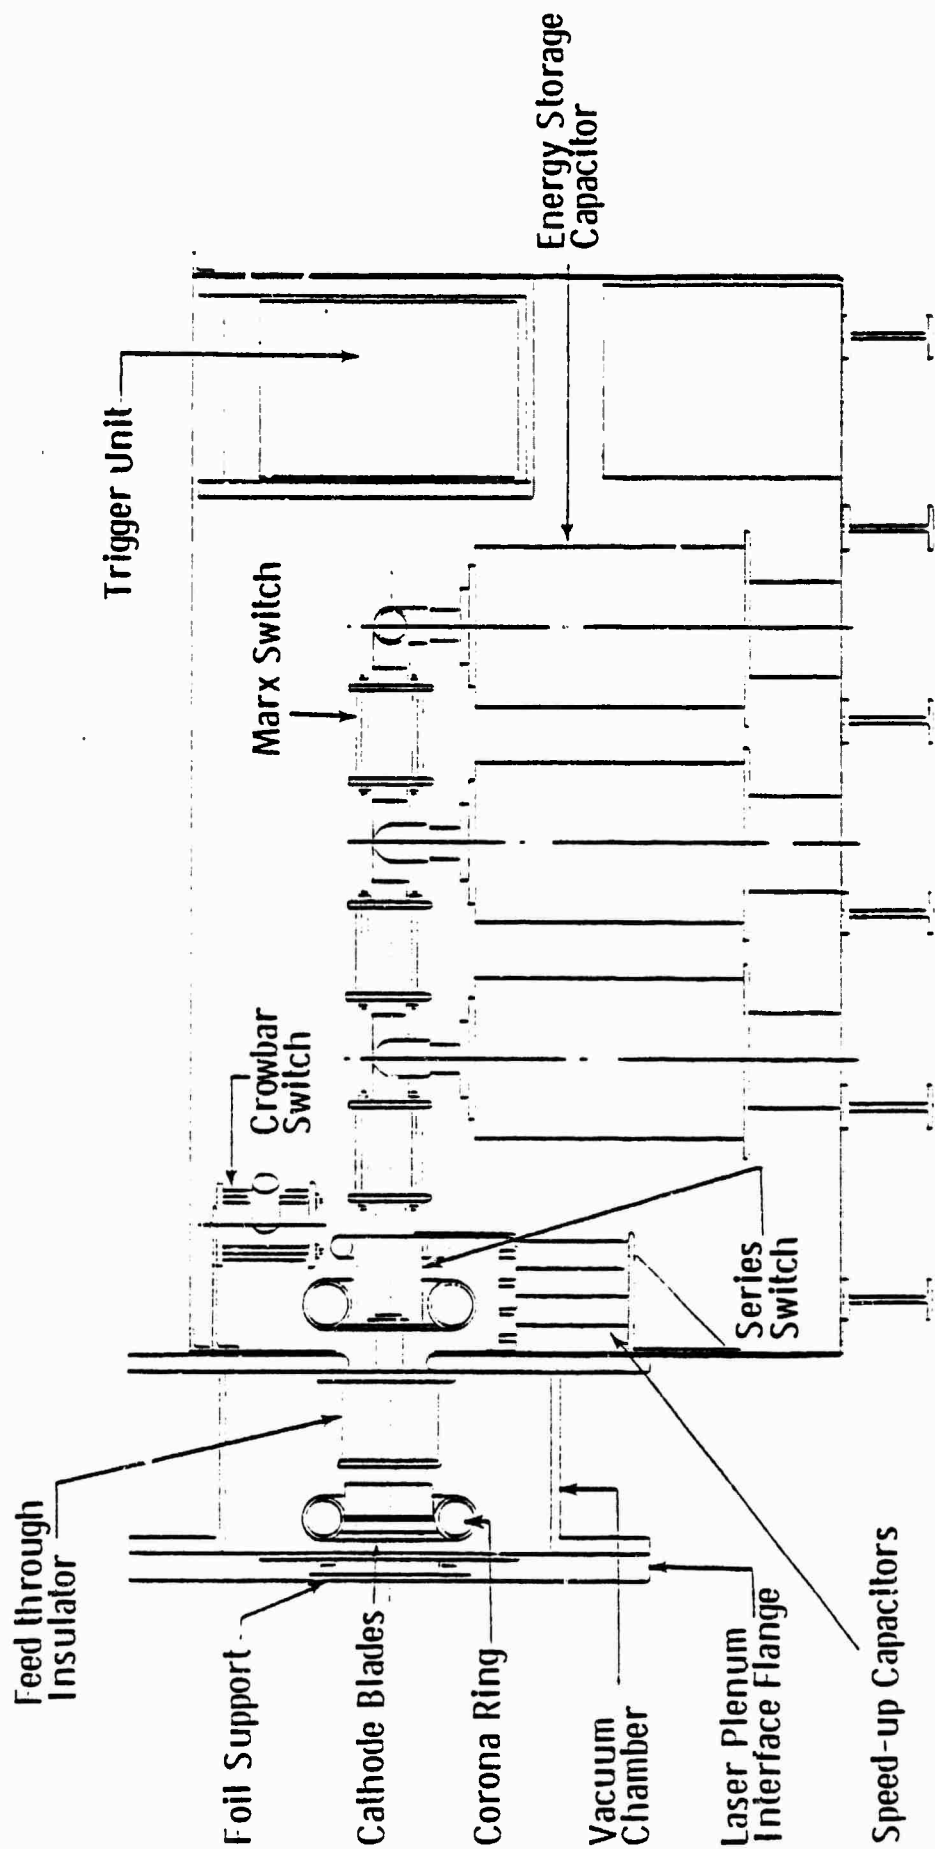 Feed through
Insulator
Foil Support
Cathode Blades
Corona Ring
Vacuum
Chamber
Laser Plenum
Interface Flange
Speed-up Capacitors
Series
Switch
Crowbar
Switch
Marx Switch
Trigger Unit
Energy Storage
Capacitor